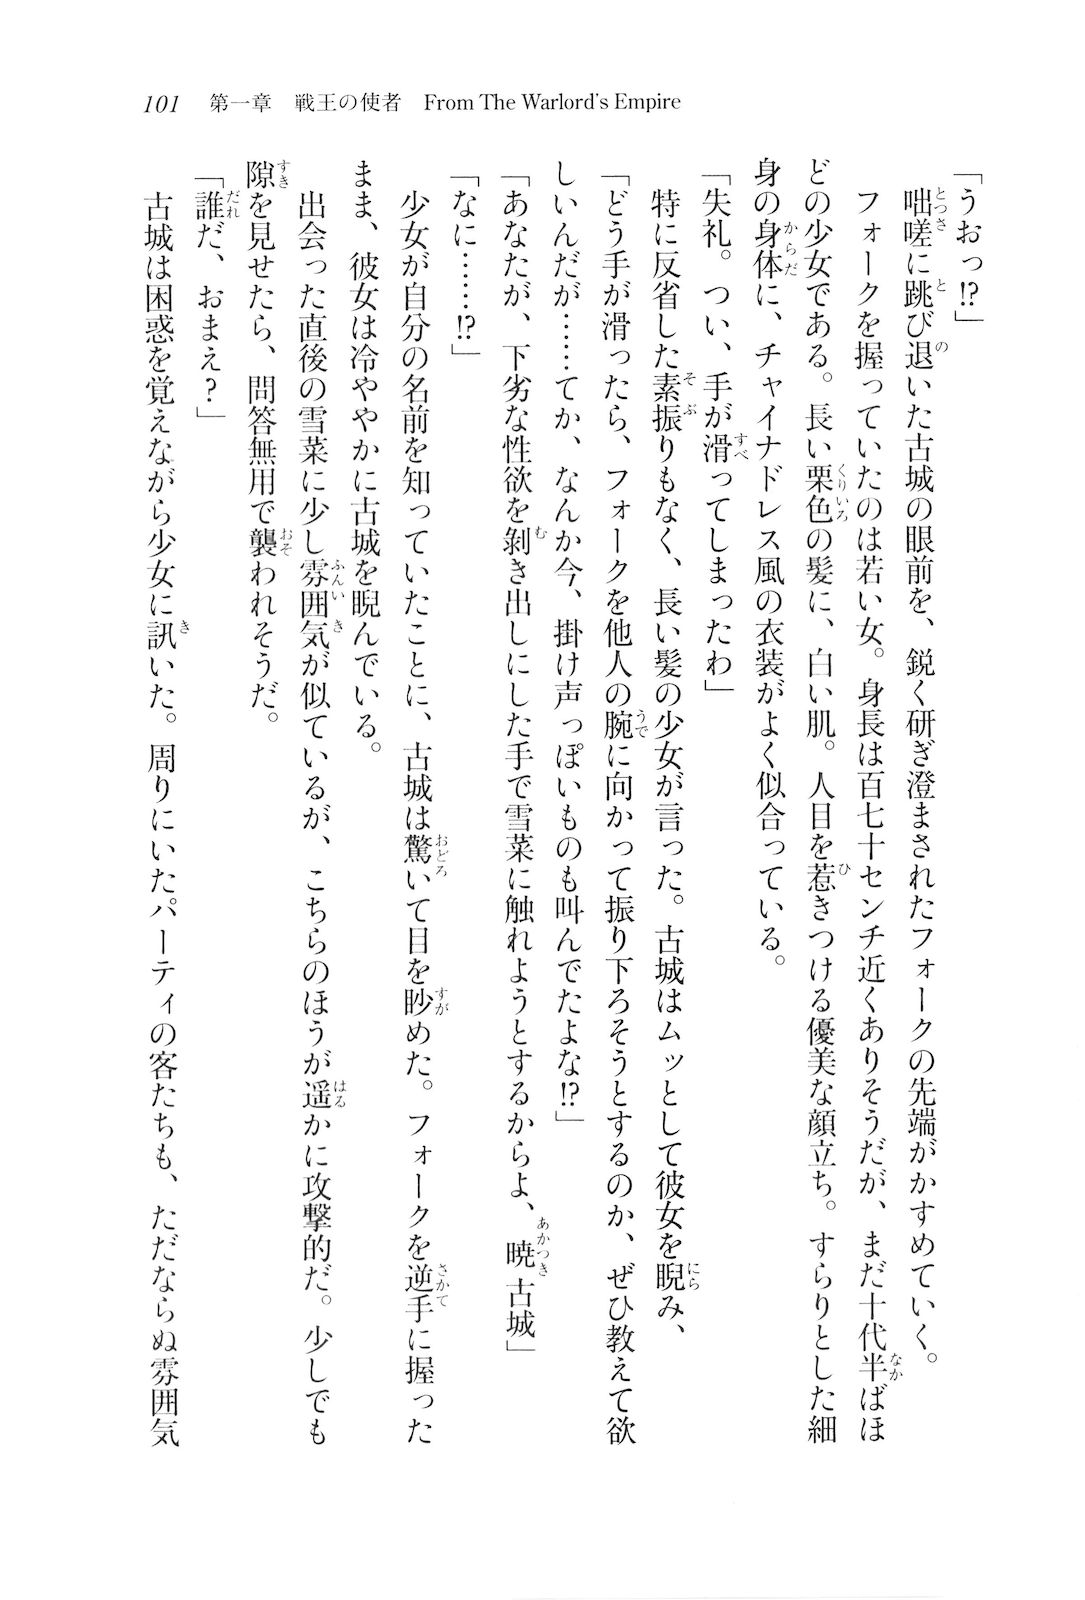 101 第一章 戦王の使者 From The Warlord's Empire
「うおっ!?」
咄嗟に跳び退いた古城の眼前を、鋭く研ぎ澄まされたフォークの先端がかすめていく。
フォークを握っていたのは若い女。身長は百七十センチ近くありそうだが、まだ十代半ばほ
どの少女である。長い栗色の髪に、白い肌。人目を惹きつける優美な顔立ち。すらりとした細
身の身体に、チャイナドレス風の衣装がよく似合っている。
「失礼。つい、手が滑ってしまったわ」
特に反省した素振りもなく、長い髪の少女が言った。古城はムッとして彼女を睨み、
「どう手が滑ったら、フォークを他人の腕に向かって振り下ろそうとするのか、ぜひ教えて欲
しいんだが……てか、なんか今、掛け声っぽいものも叫んでたよな!?」
「あなたが、下劣な性欲を剝き出しにした手で雪菜に触れようとするからよ、暁古城」
「なに……!?」
少女が自分の名前を知っていたことに、古城は驚いて目を眇めた。フォークを逆手に握った
まま、彼女は冷ややかに古城を睨んでいる。
出会った直後の雪菜に少し雰囲気が似ているが、こちらのほうが遥かに攻撃的だ。少しでも
隙を見せたら、問答無用で襲われそうだ。
「誰だ、おまえ?」
古城は困惑を覚えながら少女に訊いた。周りにいたパーティの客たちも、ただならぬ雰囲気